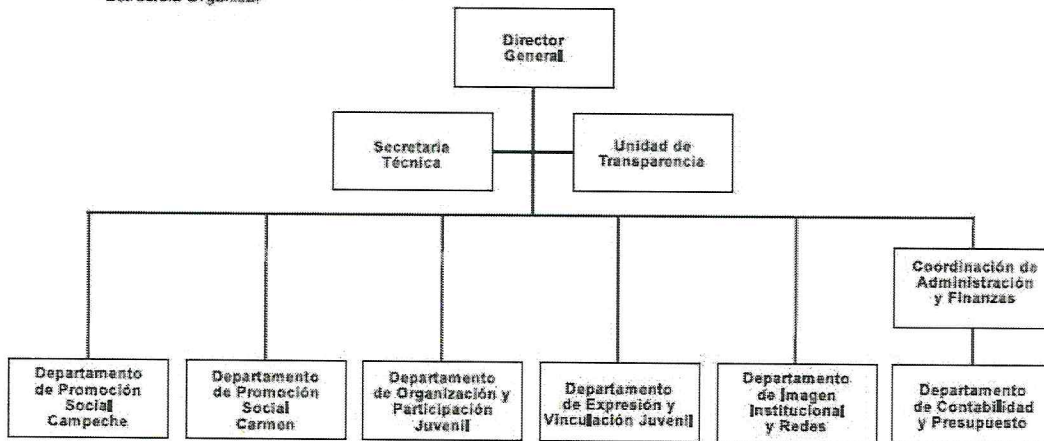 Director
General
Secretaria
Técnica
Unidad de
Transparencia
Coordinación de
Administración
y Finanzas
Departamento
de Promoción
Social
Campeche
Departamento
de Promoción
Social
Carmen
Departamento
de Organización y
Participación
Juvenil
Departamento
de Expresión y
Vinculación Juvenil
Departamento
de Imagen
Institucional
y Redes
Departamento
de Contabilidad
y Presupuesto